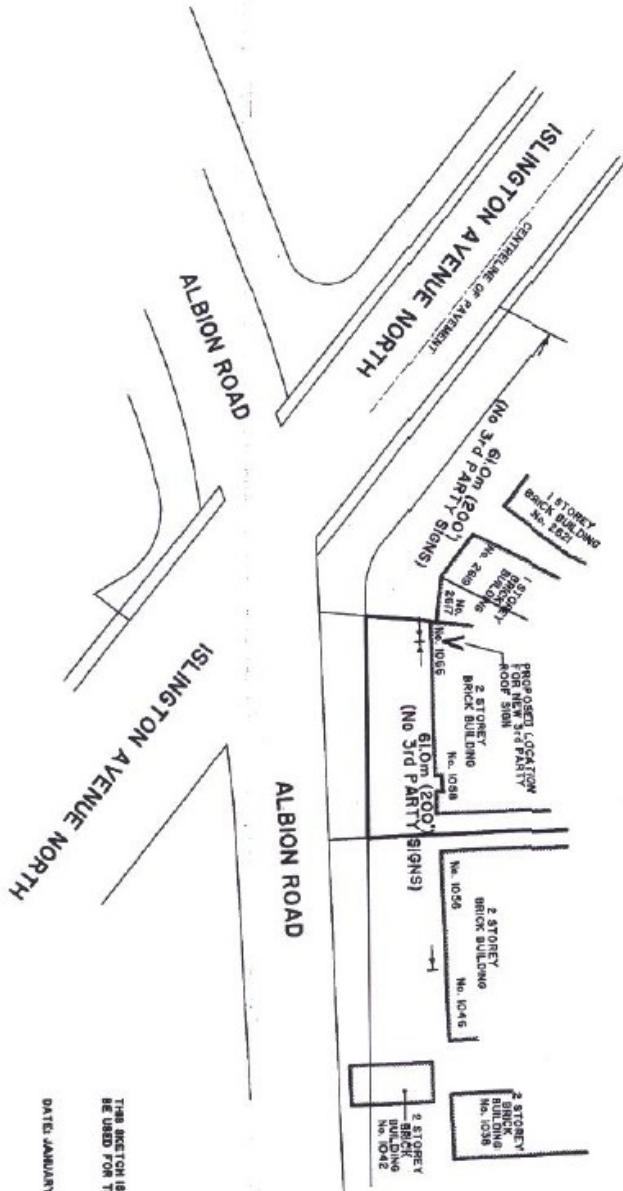 ISLINGTON AVENUE NORTH
CENTRELINE OF PAVEMENT
ALBION ROAD
61.0m (200')
(No 3rd PARTY SIGNS)
1 STOREY
BRICK BUILDING
No. 2621
1 STOREY
BRICK
BUILDING
No. 2619
No.
2617
PROPOSED LOCATION
FOR NEW 3rd PARTY
ROOF SIGN
No. 1066
2 STOREY
BRICK BUILDING
No. 1058
61.0m (200')
(No 3rd PARTY SIGNS)
ISLINGTON AVENUE NORTH
ALBION ROAD
No. 1056
2 STOREY
BRICK BUILDING
No. 1046
2 STOREY
BRICK
BUILDING
No. 1042
2 STOREY
BRICK
BUILDING
No. 1038
THIS SKETCH IS
BE USED FOR T
DATE: JANUARY